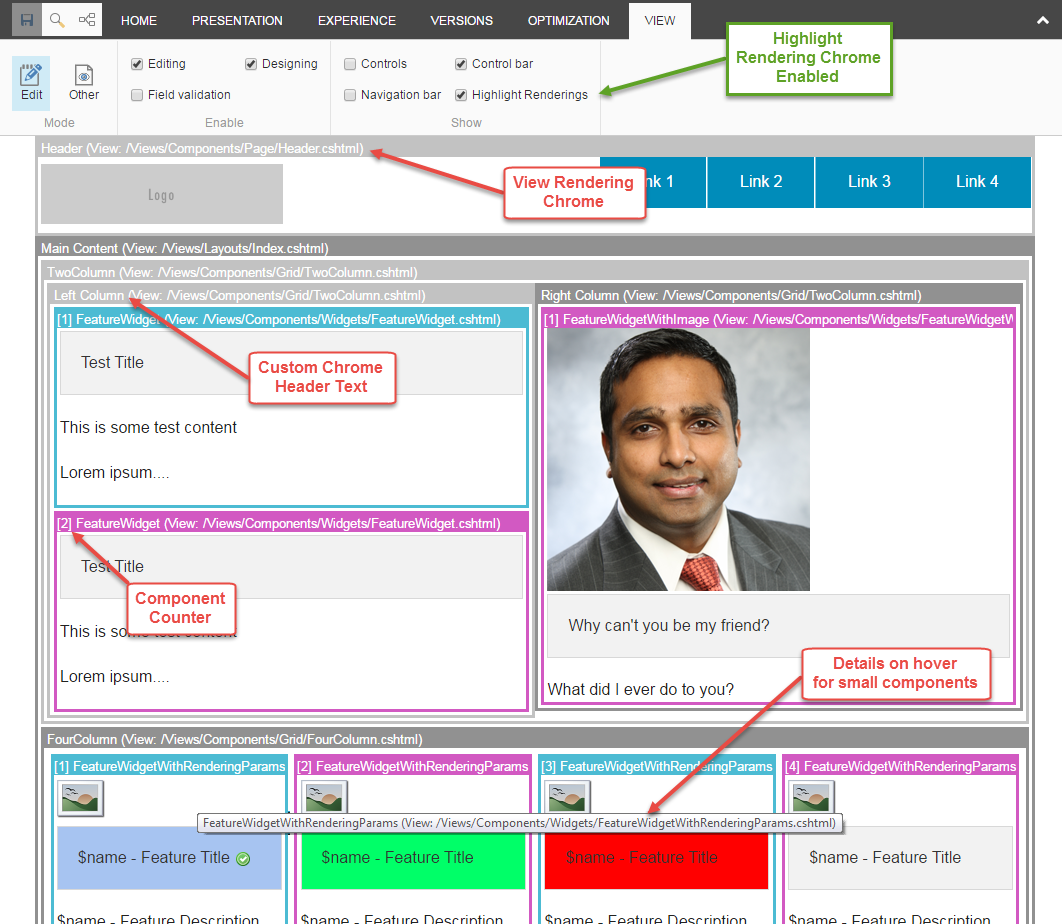 HOME PRESENTATION EXPERIENCE VERSIONS OPTIMIZATION VIEW
Highlight
Rendering Chrome
Enabled
Editing Designing Controls Control bar
Edit Other
Field validation Navigation bar Highlight Renderings
Mode Enable Show
Header (View: /Views/Components/Page/Header.cshtml)
Logo
View Rendering
Chrome
nk 1 Link 2 Link 3 Link 4
Main Content (View: /Views/Layouts/Index.cshtml)
TwoColumn (View: /Views/Components/Grid/TwoColumn.cshtml)
Left Column (View: /Views/Components/Grid/TwoColumn.cshtml)
[1] FeatureWidget (View: /Views/Components/Widgets/FeatureWidget.cshtml)
Test Title
Custom Chrome
Header Text
This is some test content
Lorem ipsum....
[2] FeatureWidget (View: /Views/Components/Widgets/FeatureWidget.cshtml)
Test Title
Component
Counter
This is some test content
Lorem ipsum....
Right Column (View: /Views/Components/Grid/TwoColumn.cshtml)
[1] FeatureWidgetWithImage (View: /Views/Components/Widgets/FeatureWidgetW
Why can't you be my friend?
What did I ever do to you?
Details on hover
for small components
FourColumn (View: /Views/Components/Grid/FourColumn.cshtml)
[1] FeatureWidgetWithRenderingParams [2] FeatureWidgetWithRenderingParams [3] FeatureWidgetWithRenderingParams [4] FeatureWidgetWithRenderingParams
FeatureWidgetWithRenderingParams (View: /Views/Components/Widgets/FeatureWidgetWithRenderingParams.cshtml)
$name - Feature Title $name - Feature Title $name - Feature Title $name - Feature Title
$name - Feature Description $name - Feature Description $name - Feature Description $name - Feature Description